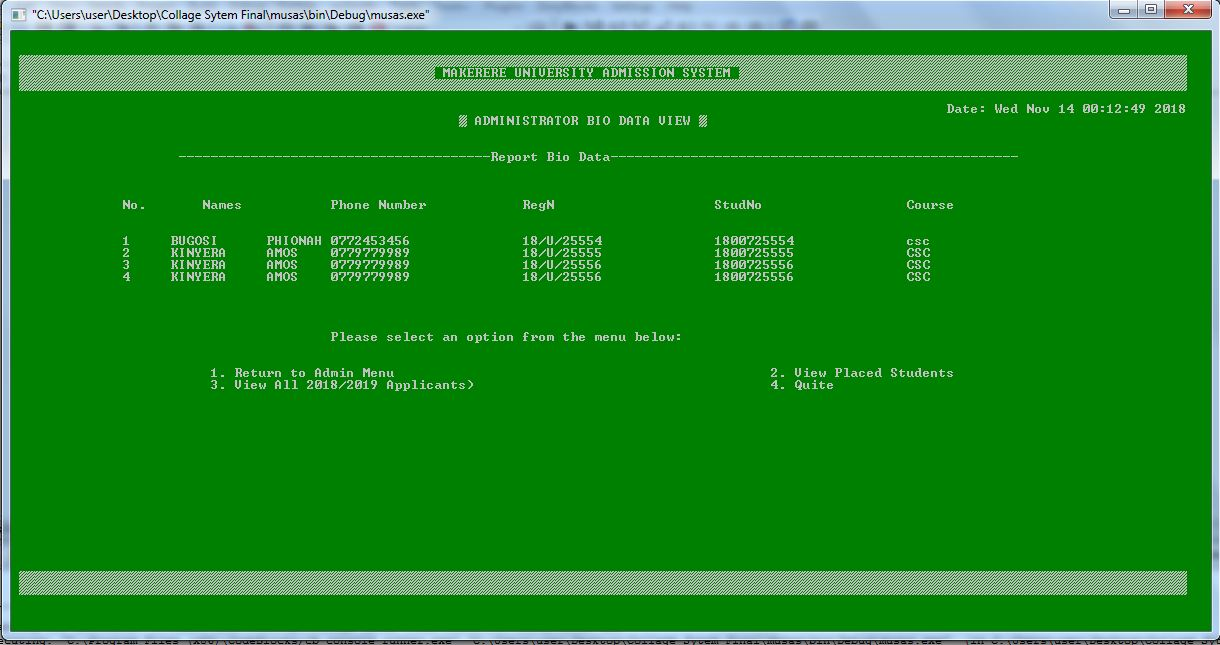 "C:\Users\user\Desktop\Collage Sytem Final\musas\bin\Debug\musas.exe"
MAKERERE UNIVERSITY ADMISSION SYSTEM
Date: Wed Nov 14 00:12:49 2018
ADMINISTRATOR BIO DATA VIEW
---------------------------------------Report Bio Data---------------------------------------------------
No. Names Phone Number RegN StudNo Course
1 BUGOSI PHIONAH 0772453456 18/U/25554 1800725554 csc
2 KINYERA AMOS 0779779989 18/U/25555 1800725555 CSC
3 KINYERA AMOS 0779779989 18/U/25556 1800725556 CSC
4 KINYERA AMOS 0779779989 18/U/25556 1800725556 CSC
Please select an option from the menu below:
1. Return to Admin Menu 2. View Placed Students
3. View All 2018/2019 Applicants) 4. Quite